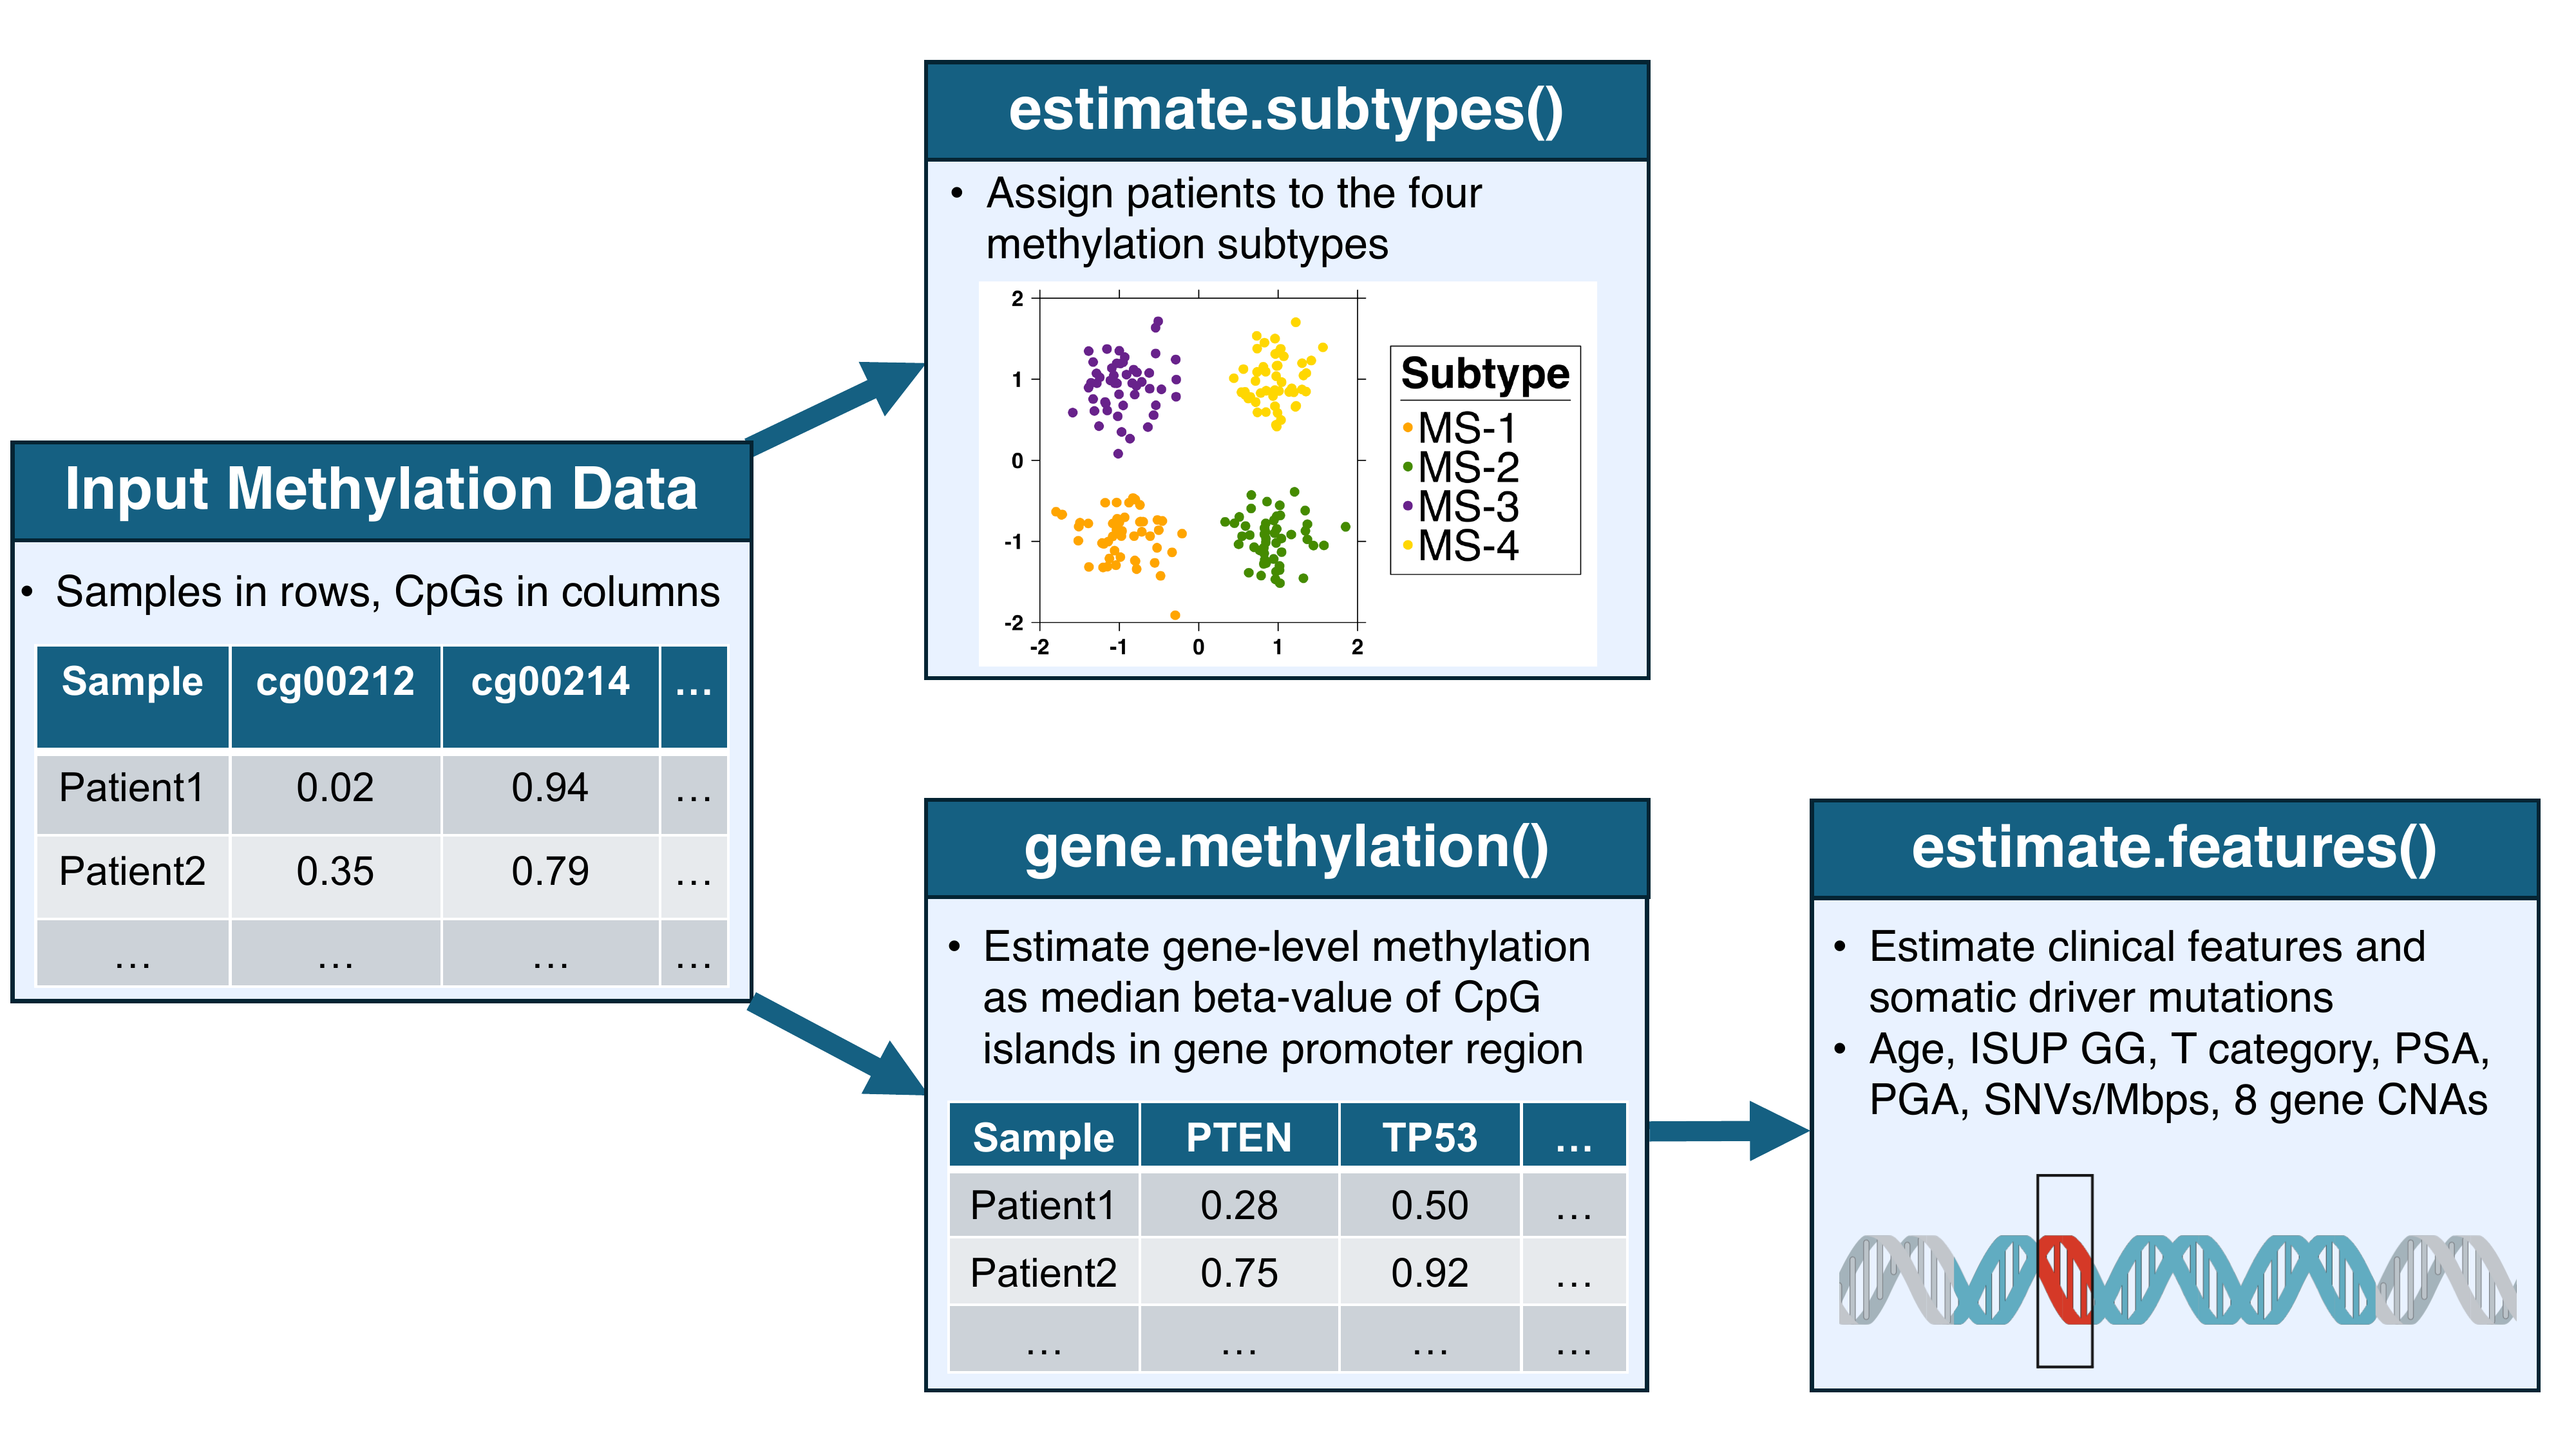 Input Methylation Data
• Samples in rows, CpGs in columns
Sample cg00212 cg00214 …
Patient1 0.02 0.94 …
Patient2 0.35 0.79 …
… … … …
estimate.subtypes()
• Assign patients to the four
methylation subtypes
2
1
0
-1
-2
-2 -1 0 1 2
Subtype
MS-1
MS-2
MS-3
MS-4
gene.methylation()
• Estimate gene-level methylation
as median beta-value of CpG
islands in gene promoter region
Sample PTEN TP53 …
Patient1 0.28 0.50 …
Patient2 0.75 0.92 …
… … … …
estimate.features()
• Estimate clinical features and
somatic driver mutations
• Age, ISUP GG, T category, PSA,
PGA, SNVs/Mbps, 8 gene CNAs